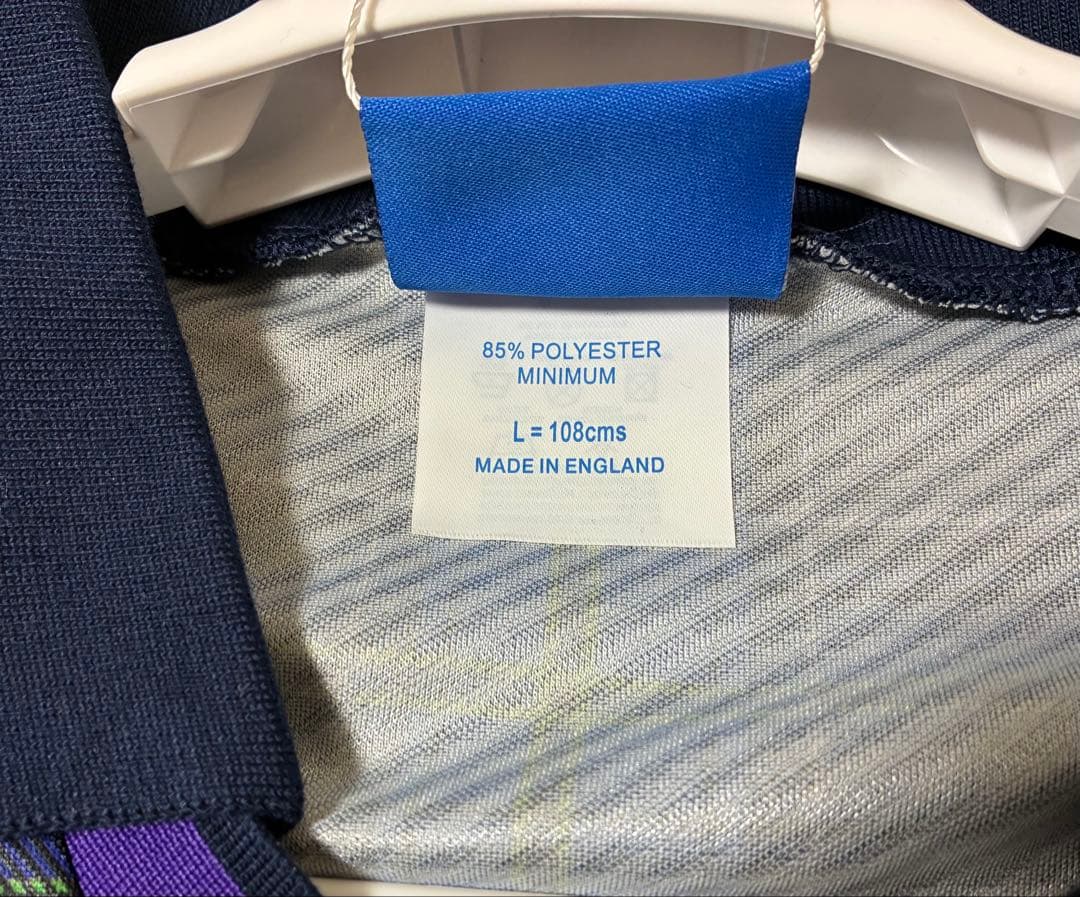 85% POLYESTER
MINIMUM
L = 108cms
MADE IN ENGLAND